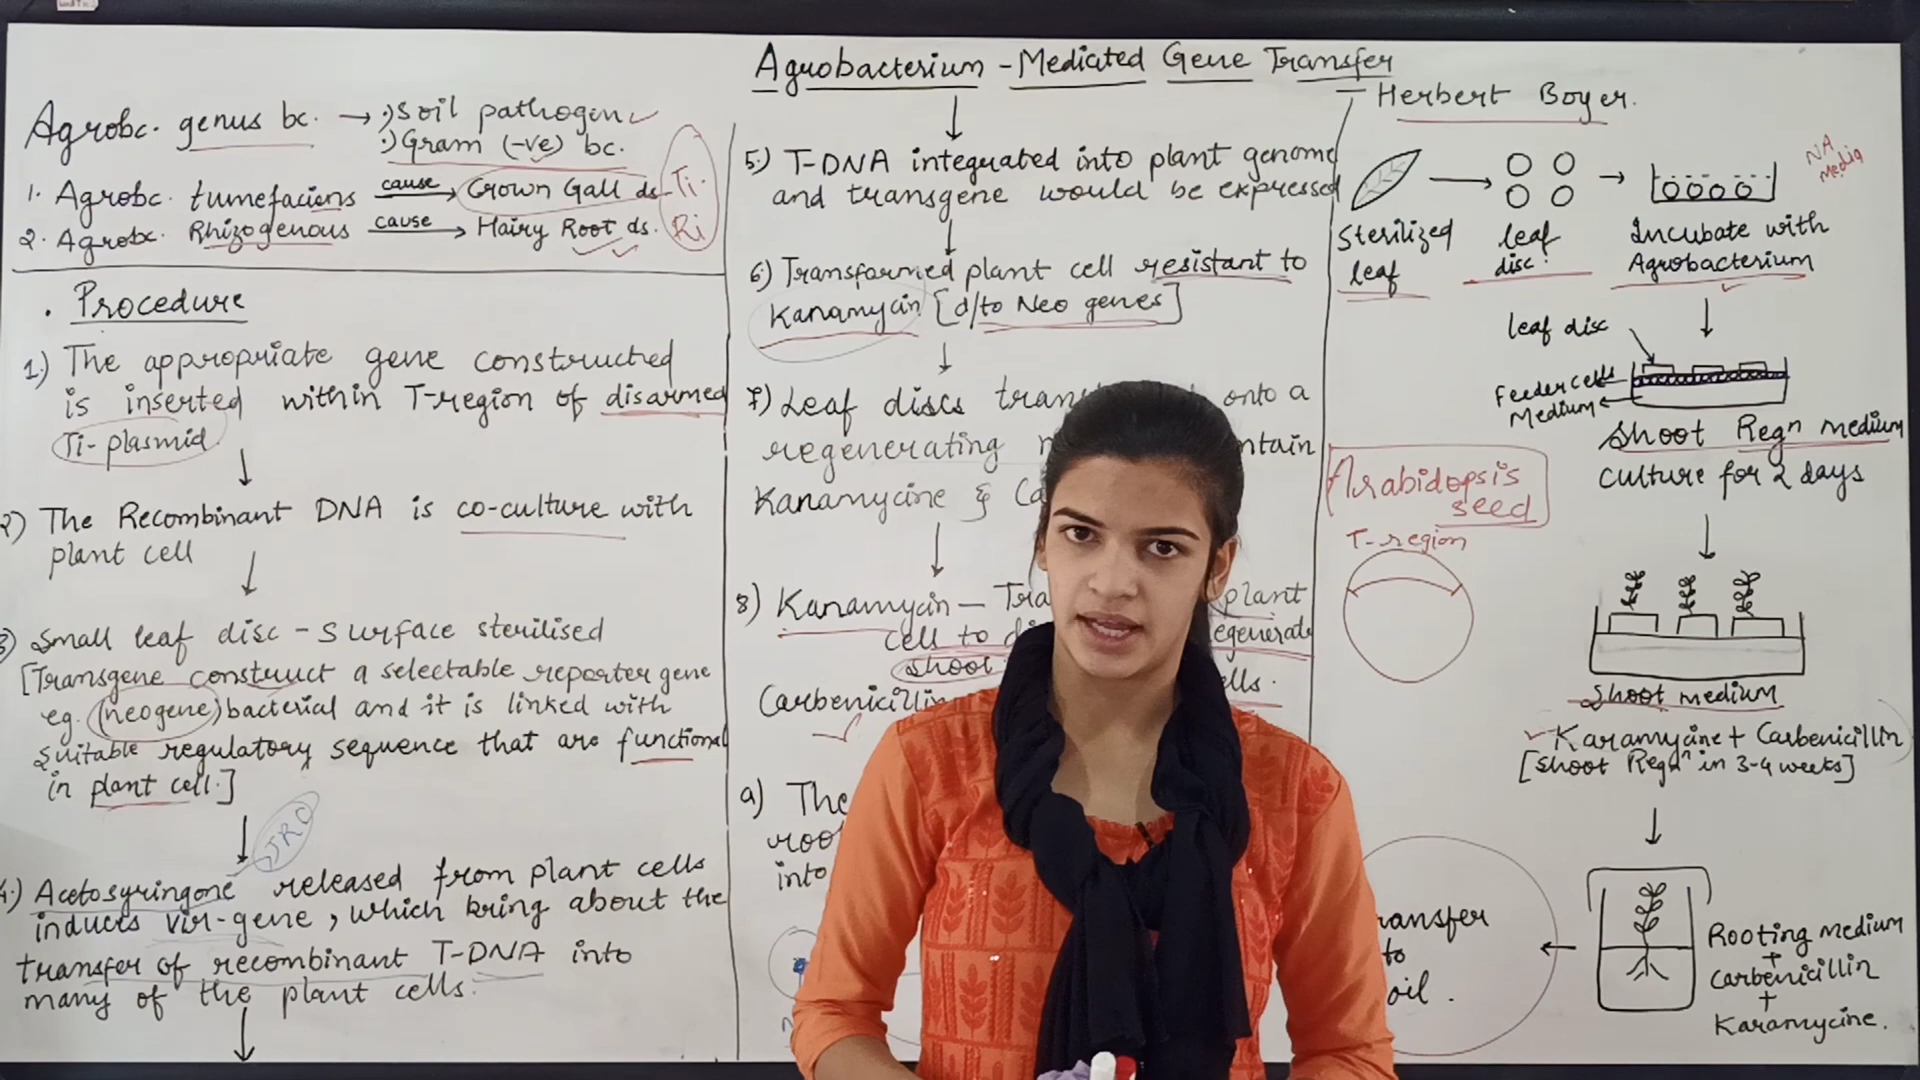 Agrobacterium - Mediated Gene Transfer
Herbert Boyer.
Agrobc. genus bc. → ·) Soil pathogen
·) Gram (-ve) bc.
1. Agrobc. tumefaciens cause → Crown Gall ds - Ti.
2. Agrobc. Rhizogenous cause → Hairy Root ds. Ri
. Procedure
1.) The appropriate gene constructed
is inserted within T-region of disarmed
Ti-plasmid
2) The Recombinant DNA is co-culture with
plant cell
3) Small leaf disc - Surface sterilised
[Transgene construct a selectable reporter gene
eg. (neogene) bacterial and it is linked with
suitable regulatory sequence that are functional
in plant cell.]
4.) Acetosyringone released from plant cells
induces vir-gene, which bring about the
transfer of recombinant T-DNA into
many of the plant cells.
5.) T-DNA integrated into plant genome
and transgene would be expressed
6.) Transformed plant cell resistant to
Kanamycin [d/to Neo genes]
7) Leaf discs onto a
regenerating
Kanamycine &
8) Kanamycin - plant
cell to
shoot
Carbenicillin
9) The
into
NA
Media
Sterilized
leaf
leaf
disc.
Incubate with
Agrobacterium
leaf disc
Feeder cells
Medium
Shoot Regn medium
culture for 2 days
Arabidopsis
seed
T-region
Shoot medium
Karamycine + Carbenicillin
[Shoot Regn in 3-4 weeks]
Rooting medium
+
Carbenicillin
+
Karamycine.
to